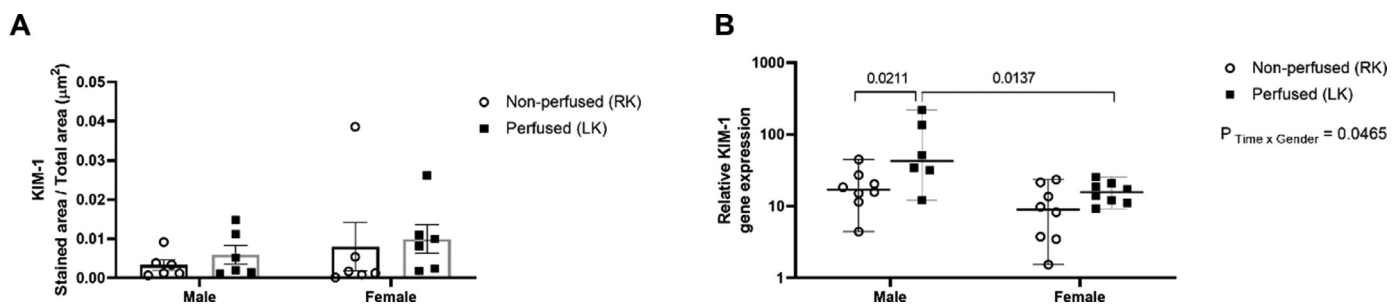 A
KIM-1
Stained area / Total area (μm²)
0.05
0.04
0.03
0.02
0.01
0.00
Male
Female
Non-perfused (RK)
Perfused (LK)
B
Relative KIM-1
gene expression
1000
100
10
1
0.0211
0.0137
Male
Female
Non-perfused (RK)
Perfused (LK)
P Time x Gender = 0.0465